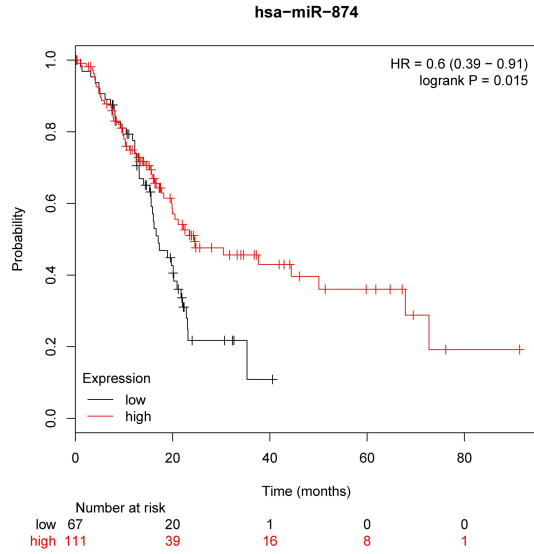 hsa−miR−874
HR = 0.6 (0.39 − 0.91)
logrank P = 0.015
Probability
1.0
0.8
0.6
0.4
0.2
0.0
Expression
low
high
0 20 40 60 80
Time (months)
Number at risk
low 67 20 1 0 0
high 111 39 16 8 1